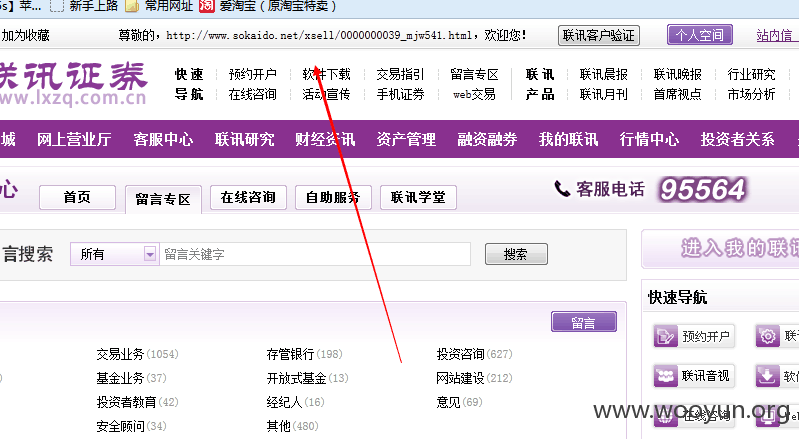 s】苹... 新手上路 常用网址 淘 爱淘宝（原淘宝特卖）
加为收藏 尊敬的，http://www.sokaido.net/xsell/0000000039_mjw541.html，欢迎您！ 联讯客户验证 个人空间 站内信
联讯证券 www.lxzq.com.cn
快速 预约开户 软件下载 交易指引 留言专区 联讯 联讯晨报 联讯晚报 行业研究
导航 在线咨询 活动宣传 手机证券 web交易 产品 联讯月刊 首席视点 市场分析
城 网上营业厅 客服中心 联讯研究 财经资讯 资产管理 融资融券 我的联讯 行情中心 投资者关系
心 首页 留言专区 在线咨询 自助服务 联讯学堂 客服电话 95564
言搜索 所有 留言关键字 搜索 进入我的联讯
快速导航
留言
预约开户 联
交易业务(1054) 存管银行(198) 投资咨询(627)
基金业务(37) 开放式基金(13) 网站建设(212)
联讯音视 软件
投资者教育(42) 经纪人(16) 意见(69)
在线咨询
安全顾问(34) 其他(480)
www.wooyun.org